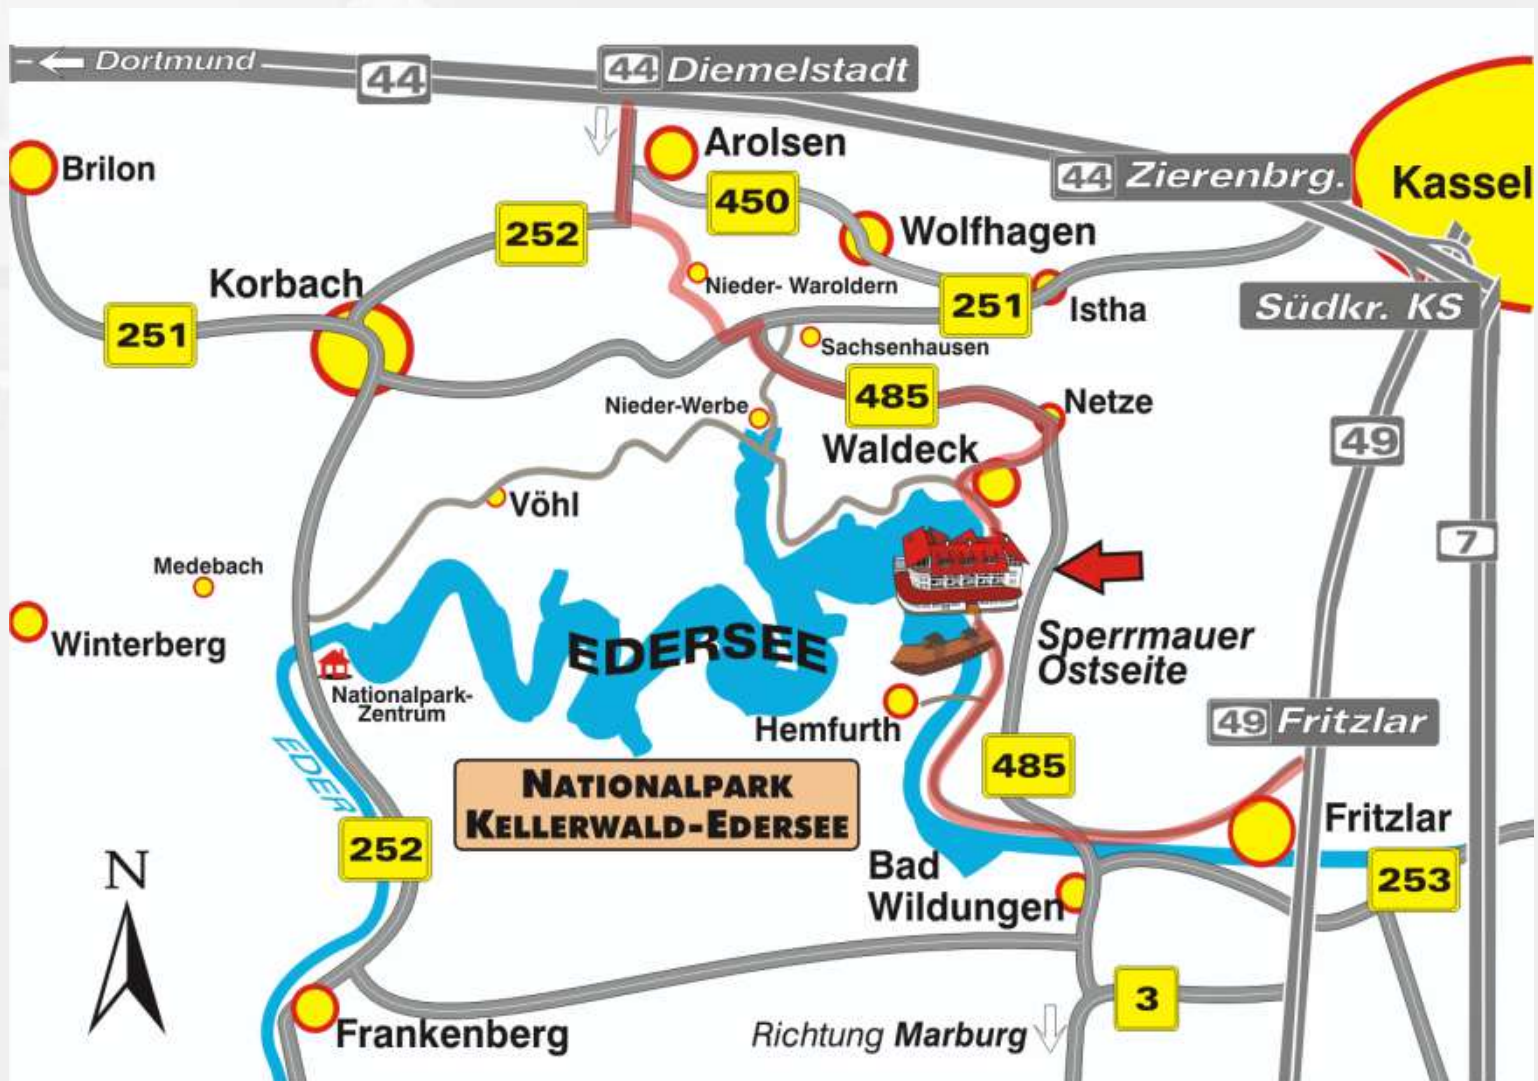 Dortmund
44
44 Diemelstadt
Arolsen
Brilon
44 Zierenbrg.
Kassel
450
252
Wolfhagen
Korbach
Nieder- Waroldern
251
Istha
Südkr. KS
251
Sachsenhausen
485
Netze
Nieder-Werbe
49
Waldeck
Vöhl
7
Medebach
Winterberg
EDERSEE
Sperrmauer
Ostseite
Nationalpark-
Zentrum
Hemfurth
49 Fritzlar
EDER
485
NATIONALPARK
KELLERWALD-EDERSEE
Fritzlar
252
Bad
Wildungen
253
N
3
Frankenberg
Richtung Marburg